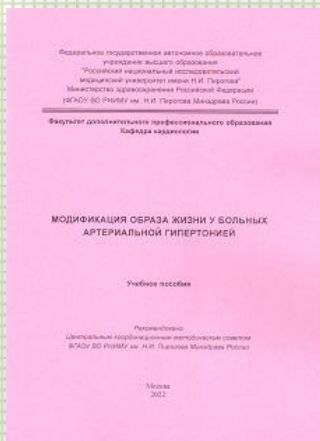 Федеральное государственное автономное образовательное
учреждение высшего образования
"Российский национальный исследовательский
медицинский университет имени Н.И. Пирогова"
Министерства здравоохранения Российской Федерации
(ФГАОУ ВО РНИМУ им. Н.И. Пирогова Минздрава России)
Факультет дополнительного профессионального образования
Кафедра кардиологии
МОДИФИКАЦИЯ ОБРАЗА ЖИЗНИ У БОЛЬНЫХ
АРТЕРИАЛЬНОЙ ГИПЕРТОНИЕЙ
Учебное пособие
Рекомендовано
Центральным координационным методическим советом
ФГАОУ ВО РНИМУ им. Н.И. Пирогова Минздрава России
Москва
2022